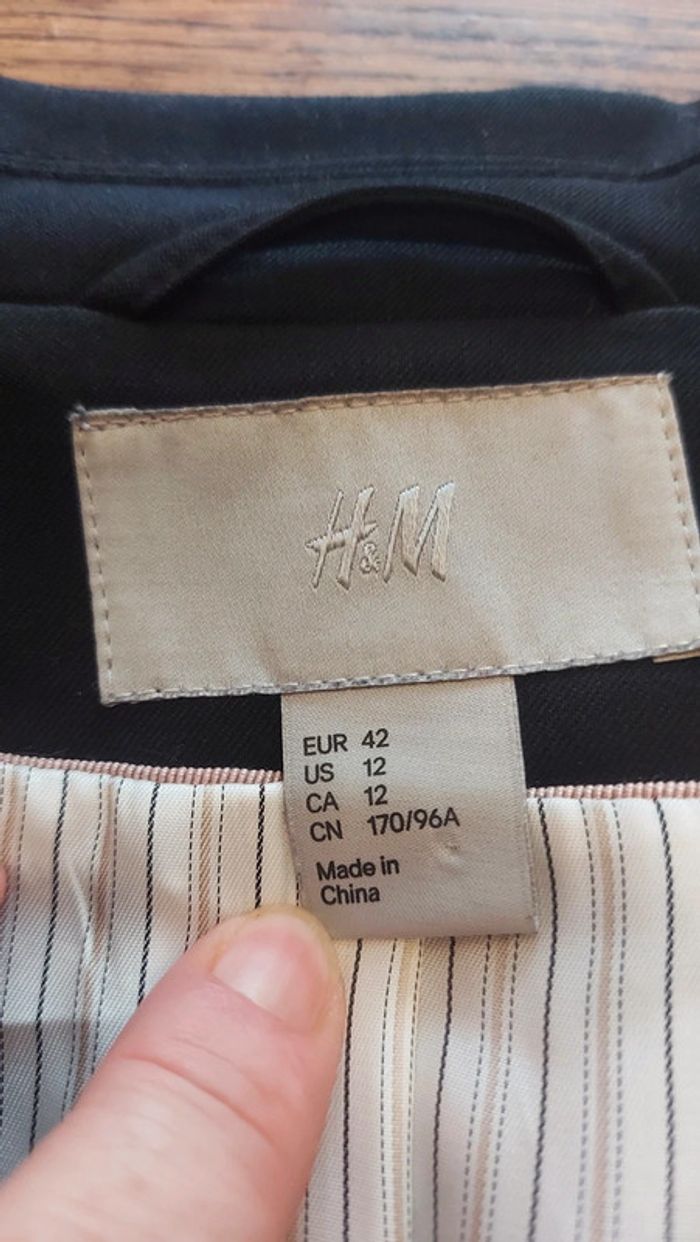 H&M
EUR 42
US 12
CA 12
CN 170/96A
Made in
China